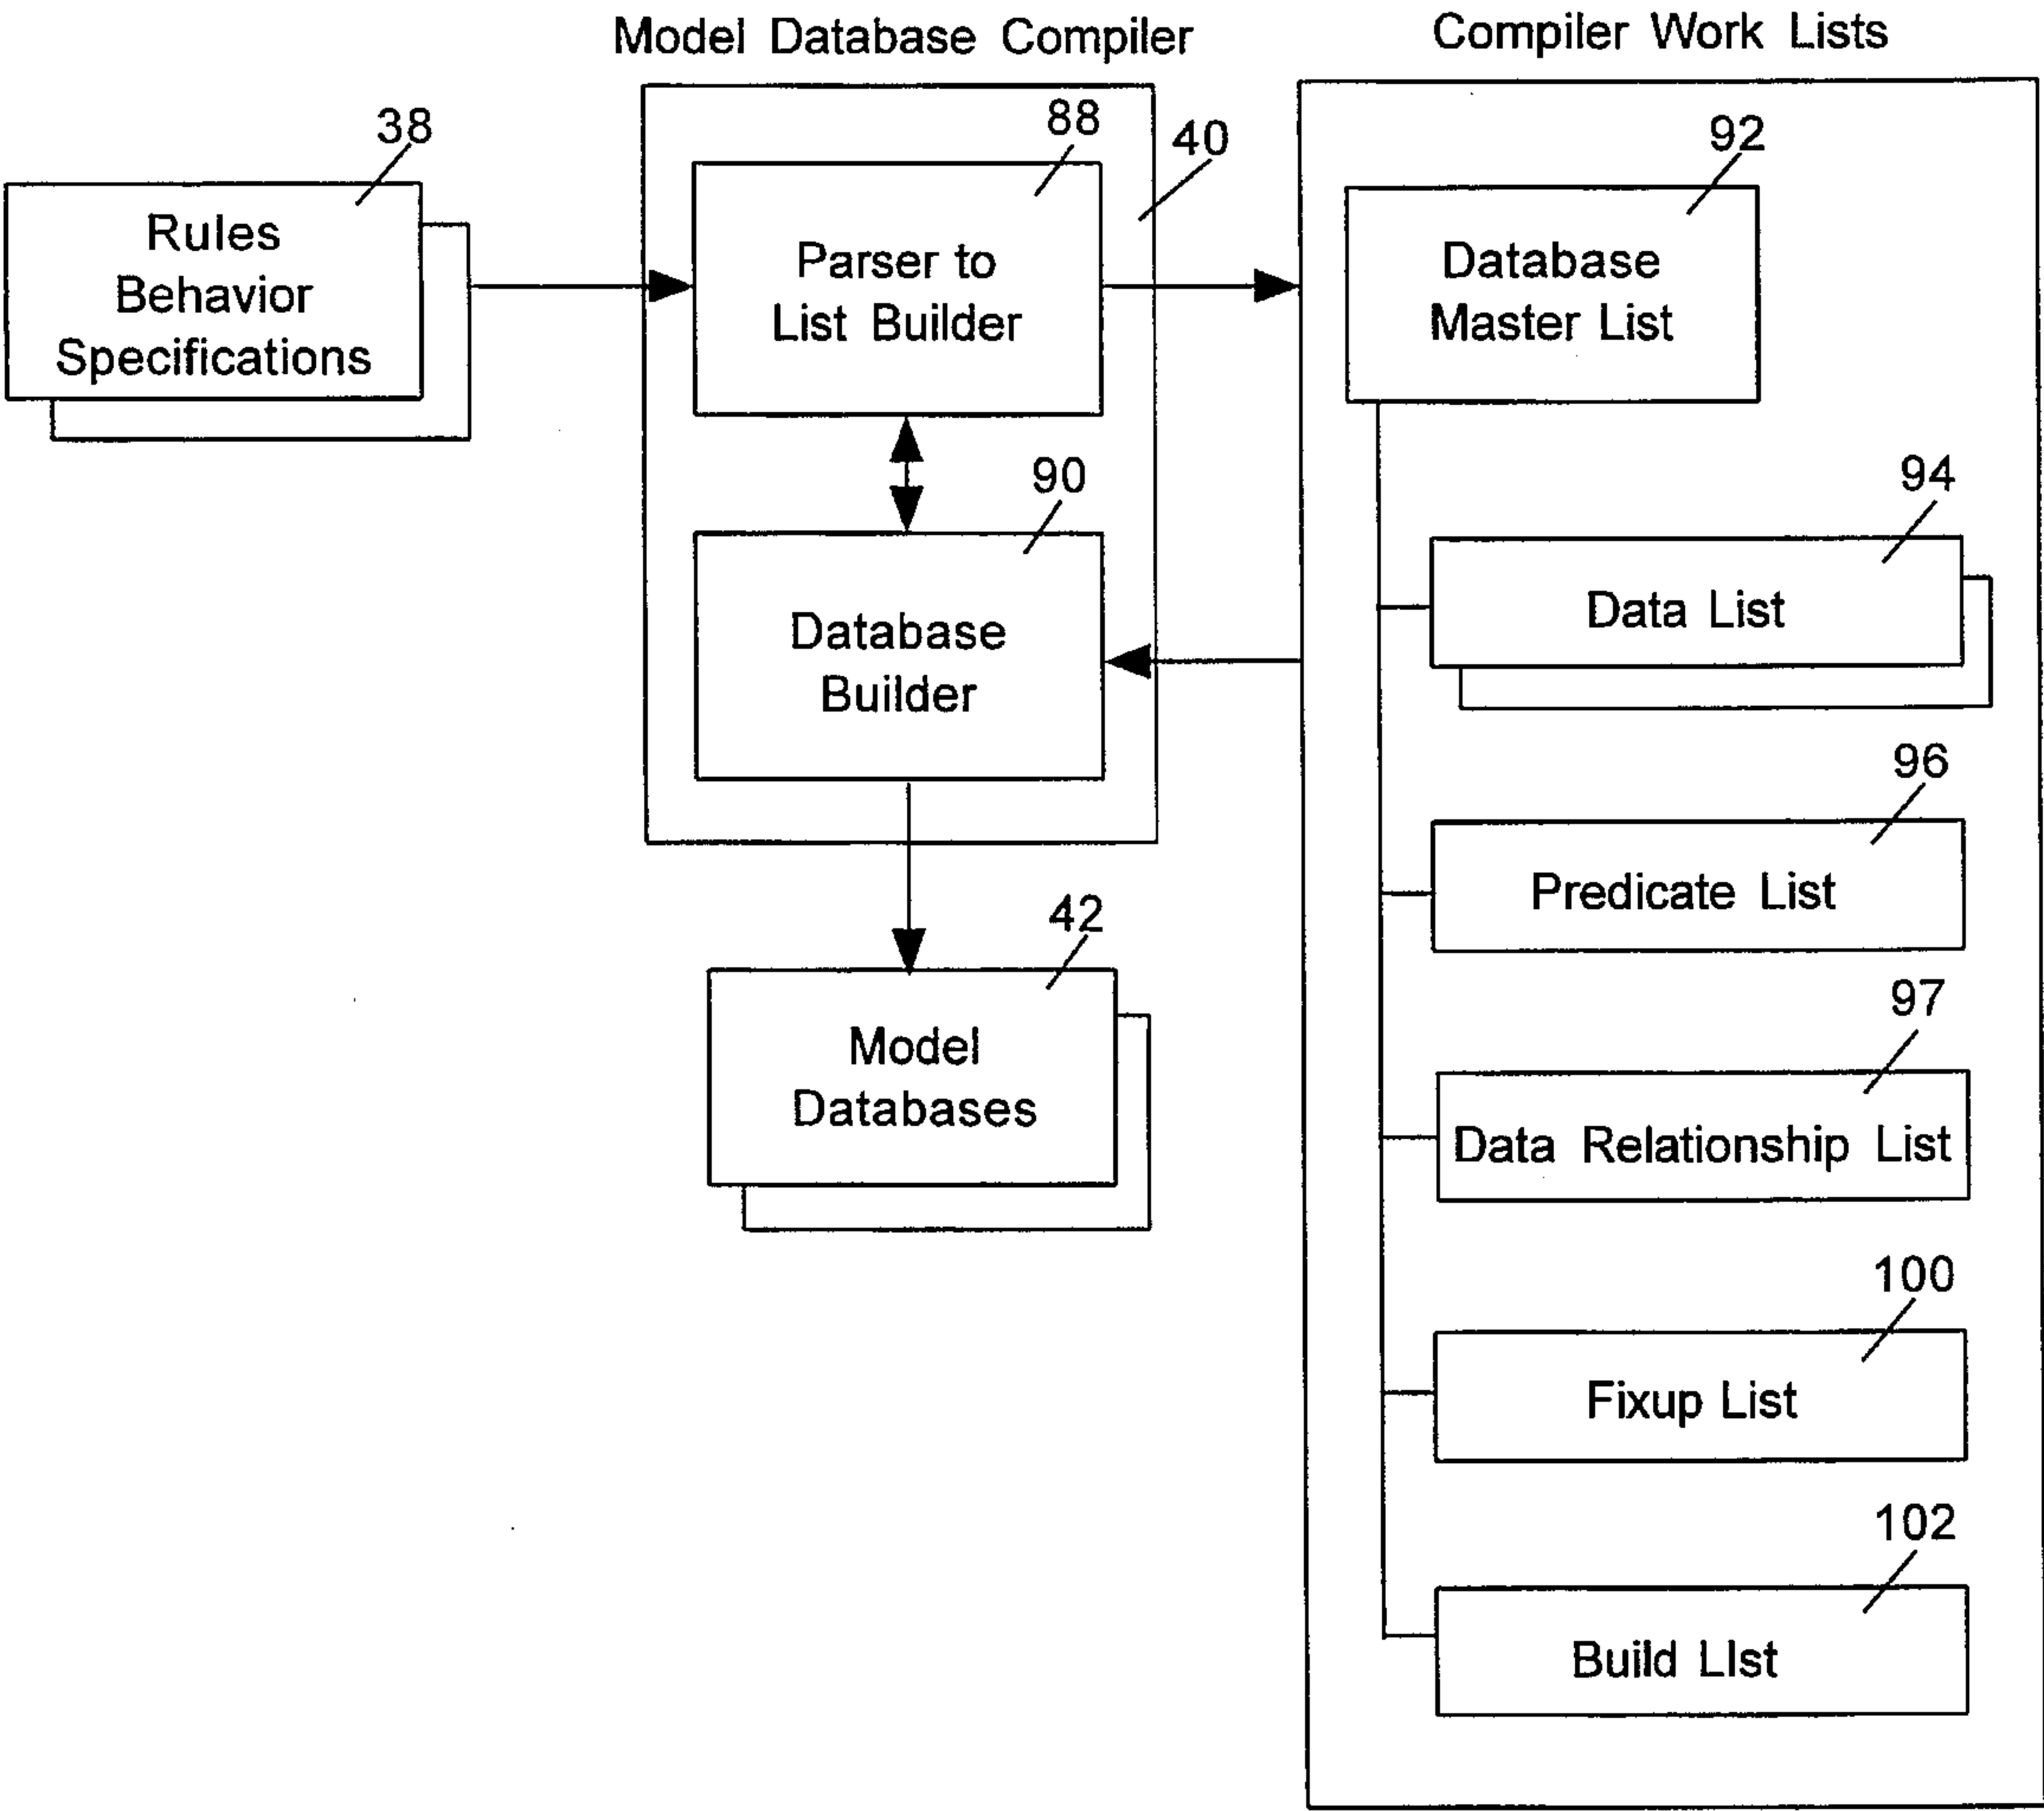 Model Database Compiler
Compiler Work Lists
38
Rules
Behavior
Specifications
88
40
Parser to
List Builder
90
Database
Builder
42
Model
Databases
92
Database
Master List
94
Data List
96
Predicate List
97
Data Relationship List
100
Fixup List
102
Build LIst